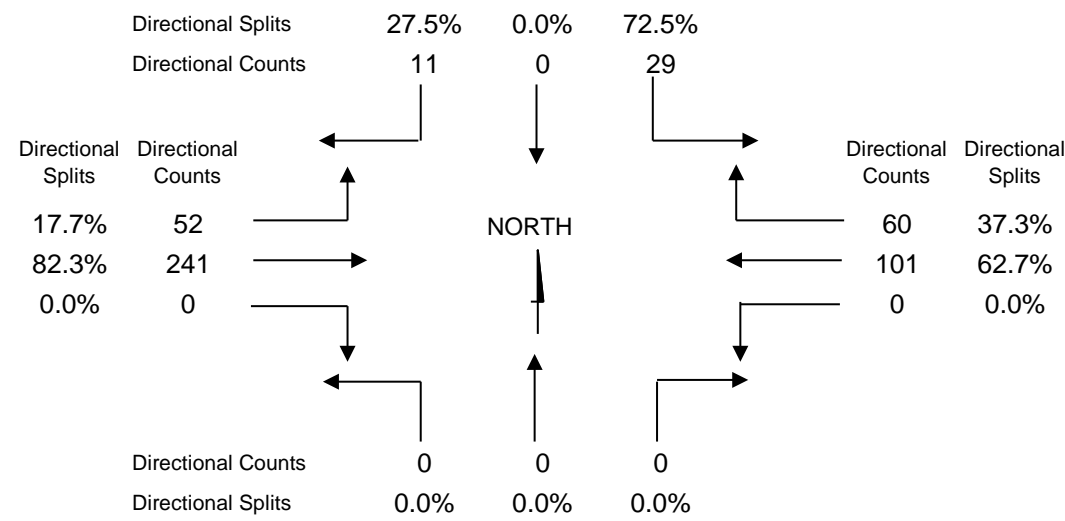 Directional Splits 27.5% 0.0% 72.5%
Directional Counts 11 0 29
Directional Directional Directional Directional
Splits Counts Counts Splits
17.7% 52 NORTH 60 37.3%
82.3% 241 101 62.7%
0.0% 0 0 0.0%
Directional Counts 0 0 0
Directional Splits 0.0% 0.0% 0.0%